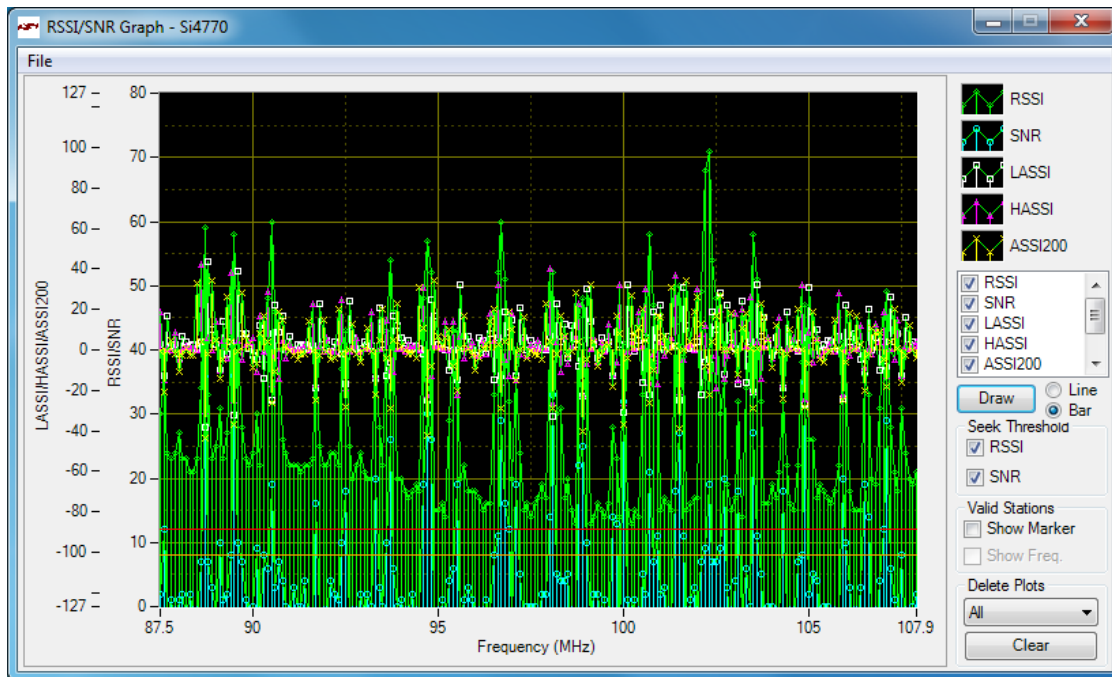 RSSI/SNR Graph - Si4770
File
LASSI/HASSI/ASSI200
127
100
80
60
40
20
0
-20
-40
-60
-80
-100
-127
RSSI/SNR
80
70
60
50
40
30
20
10
0
87.5 90 95 100 105 107.9
Frequency (MHz)
RSSI
SNR
LASSI
HASSI
ASSI200
RSSI
SNR
LASSI
HASSI
ASSI200
Draw
Line
Bar
Seek Threshold
RSSI
SNR
Valid Stations
Show Marker
Show Freq.
Delete Plots
All
Clear